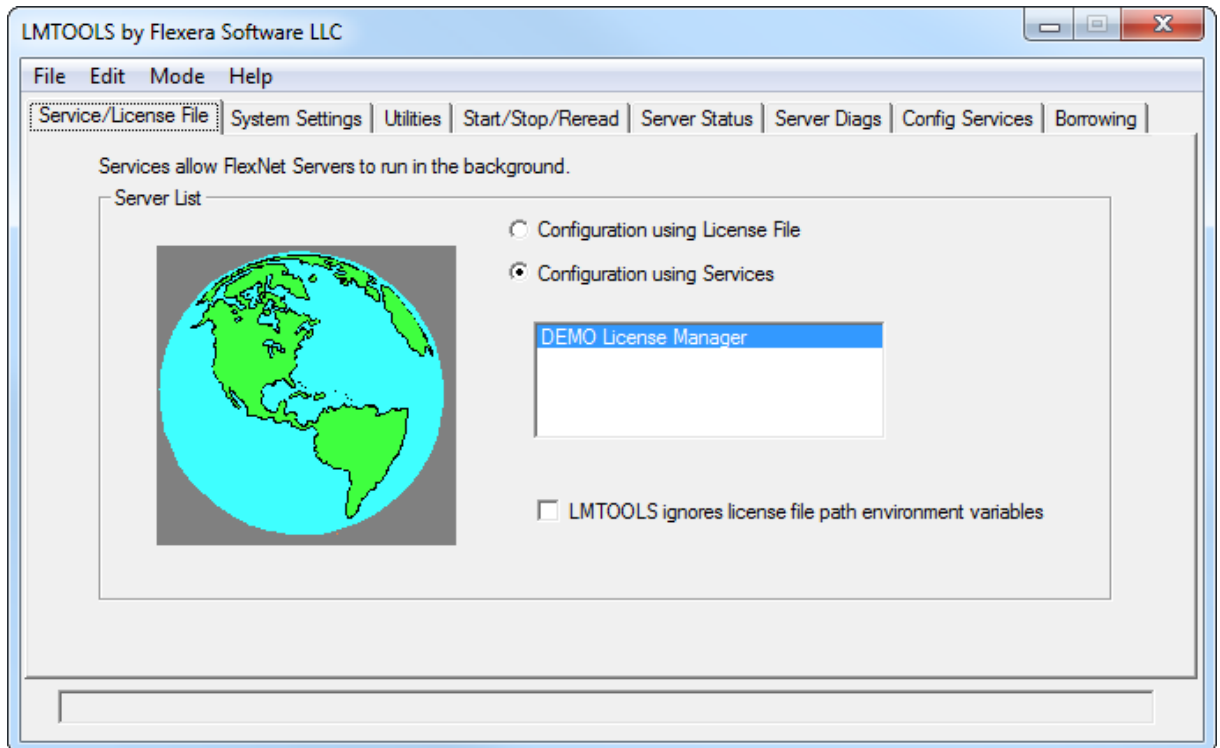 LMTOOLS by Flexera Software LLC
File Edit Mode Help
Service/License File System Settings Utilities Start/Stop/Reread Server Status Server Diags Config Services Borrowing
Services allow FlexNet Servers to run in the background.
Server List
Configuration using License File
Configuration using Services
DEMO License Manager
LMTOOLS ignores license file path environment variables